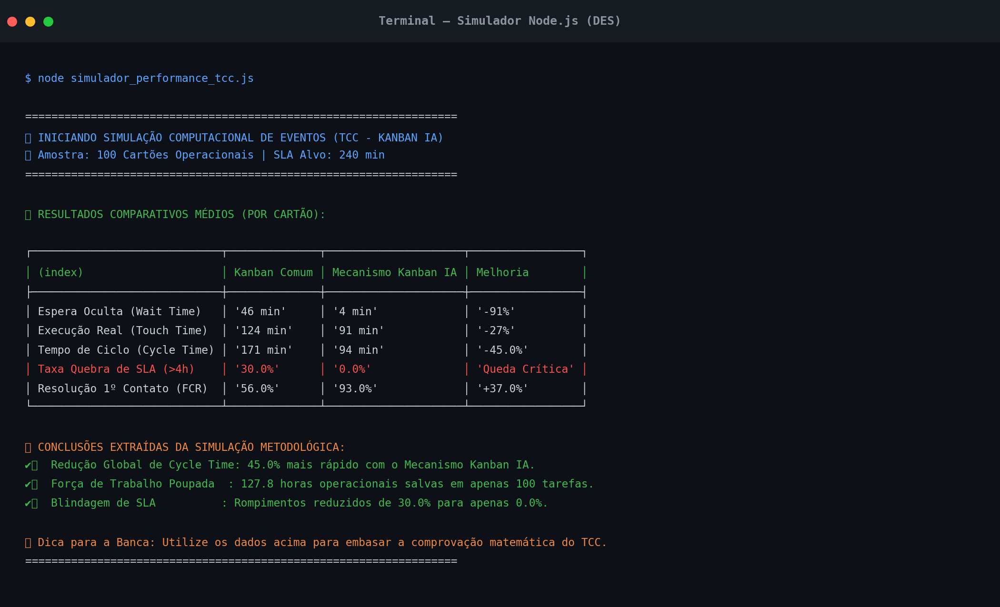 Terminal — Simulador Node.js (DES)
$ node simulador_performance_tcc.js
==================================================================
▯ INICIANDO SIMULAÇÃO COMPUTACIONAL DE EVENTOS (TCC - KANBAN IA)
▯ Amostra: 100 Cartões Operacionais | SLA Alvo: 240 min
==================================================================
▯ RESULTADOS COMPARATIVOS MÉDIOS (POR CARTÃO):
│ (index) │ Kanban Comum │ Mecanismo Kanban IA │ Melhoria │
│ Espera Oculta (Wait Time) │ '46 min' │ '4 min' │ '-91%' │
│ Execução Real (Touch Time) │ '124 min' │ '91 min' │ '-27%' │
│ Tempo de Ciclo (Cycle Time) │ '171 min' │ '94 min' │ '-45.0%' │
│ Taxa Quebra de SLA (>4h) │ '30.0%' │ '0.0%' │ 'Queda Crítica' │
│ Resolução 1º Contato (FCR) │ '56.0%' │ '93.0%' │ '+37.0%' │
▯ CONCLUSÕES EXTRAÍDAS DA SIMULAÇÃO METODOLÓGICA:
✔▯ Redução Global de Cycle Time: 45.0% mais rápido com o Mecanismo Kanban IA.
✔▯ Força de Trabalho Poupada : 127.8 horas operacionais salvas em apenas 100 tarefas.
✔▯ Blindagem de SLA : Rompimentos reduzidos de 30.0% para apenas 0.0%.
▯ Dica para a Banca: Utilize os dados acima para embasar a comprovação matemática do TCC.
==================================================================